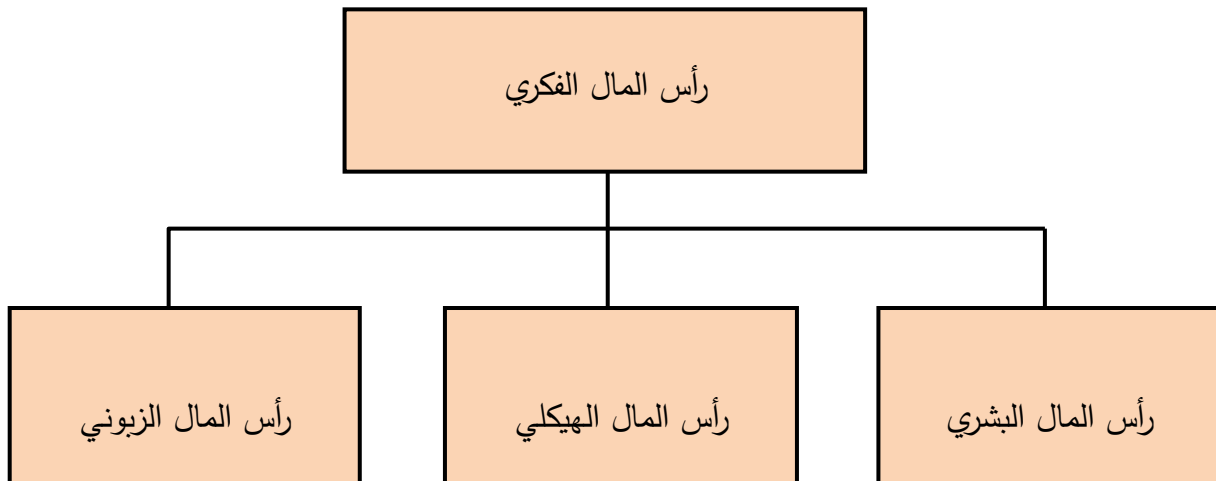 رأس المال الفكري
رأس المال البشري
رأس المال الهيكلي
رأس المال الزبوني